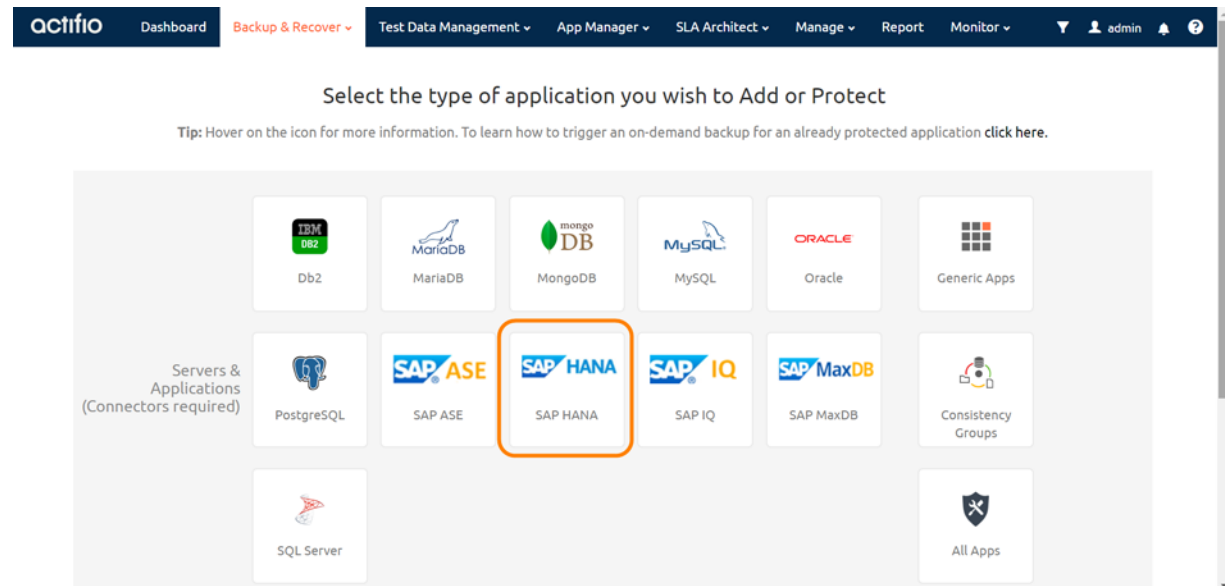 actifio Dashboard Backup & Recover Test Data Management App Manager SLA Architect Manage Report Monitor admin ?
Select the type of application you wish to Add or Protect
Tip: Hover on the icon for more information. To learn how to trigger an on-demand backup for an already protected application click here.
IBM
DB2
MariaDB
mongo
DB
MySQL
ORACLE
Db2 MariaDB MongoDB MySQL Oracle Generic Apps
Servers &
Applications
(Connectors required)
SAP ASE
SAP HANA
SAP IQ
SAP MaxDB
PostgreSQL SAP ASE SAP HANA SAP IQ SAP MaxDB Consistency
Groups
SQL Server All Apps